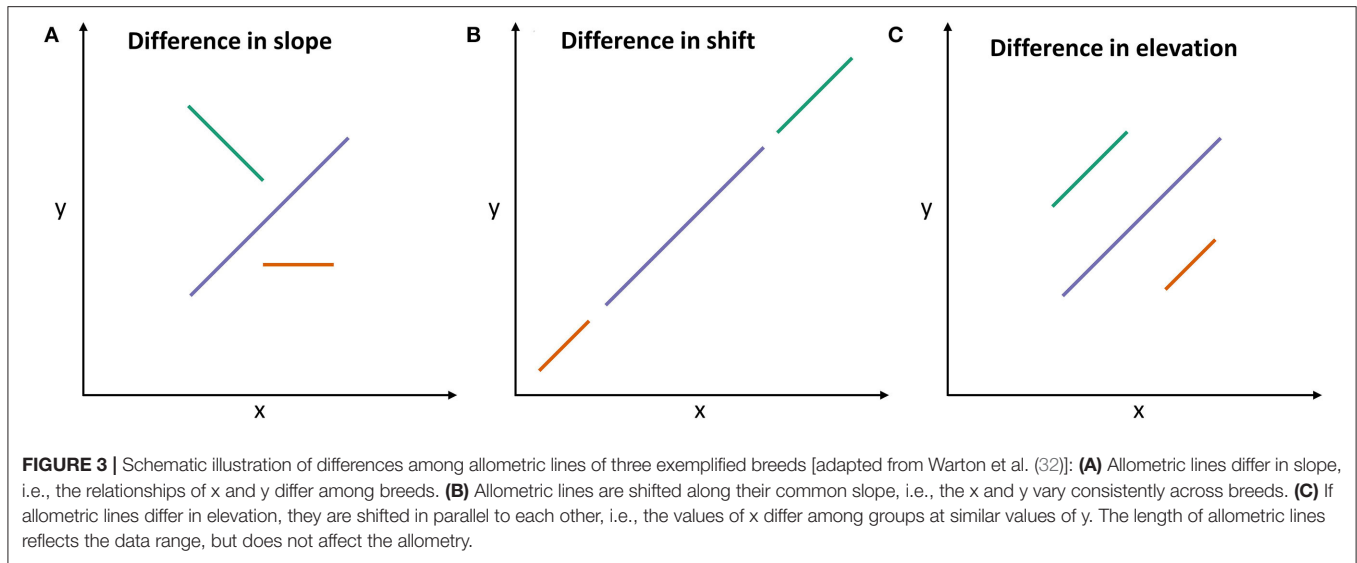 A
Difference in slope
y
x
B
Difference in shift
y
x
C
Difference in elevation
y
x
FIGURE 3 | Schematic illustration of differences among allometric lines of three exemplified breeds [adapted from Warton et al. (32)]: (A) Allometric lines differ in slope,
i.e., the relationships of x and y differ among breeds. (B) Allometric lines are shifted along their common slope, i.e., the x and y vary consistently across breeds. (C) If
allometric lines differ in elevation, they are shifted in parallel to each other, i.e., the values of x differ among groups at similar values of y. The length of allometric lines
reflects the data range, but does not affect the allometry.